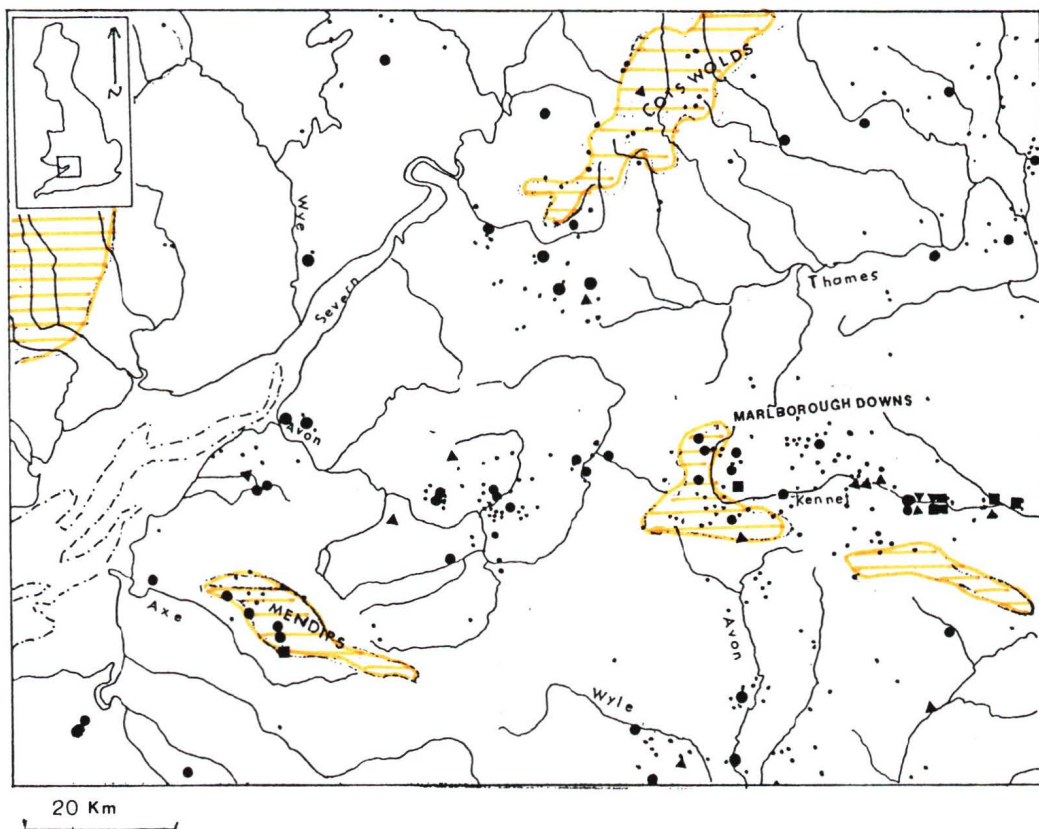 N
COTSWOLDS
Wye
Severn
Thames
Avon
MARLBOROUGH DOWNS
Kennet
Axe
MENDIPS
Avon
Wyle
20 Km